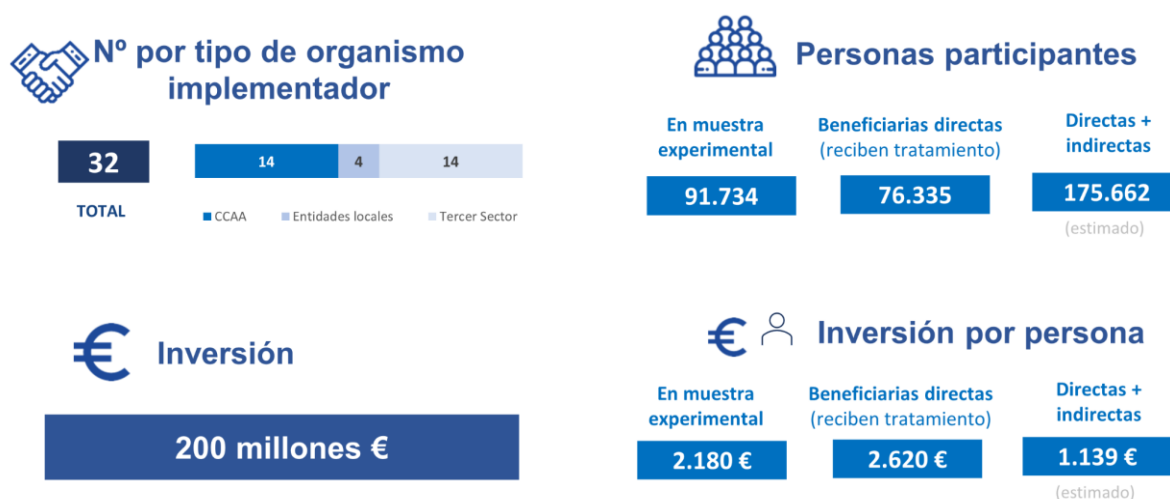 Nº por tipo de organismo
implementador
32
TOTAL
14 4 14
CCAA Entidades locales Tercer Sector
Personas participantes
En muestra
experimental
91.734
Beneficiarias directas
(reciben tratamiento)
76.335
Directas +
indirectas
175.662
(estimado)
€ Inversión
200 millones €
€ Inversión por persona
En muestra
experimental
2.180 €
Beneficiarias directas
(reciben tratamiento)
2.620 €
Directas +
indirectas
1.139 €
(estimado)